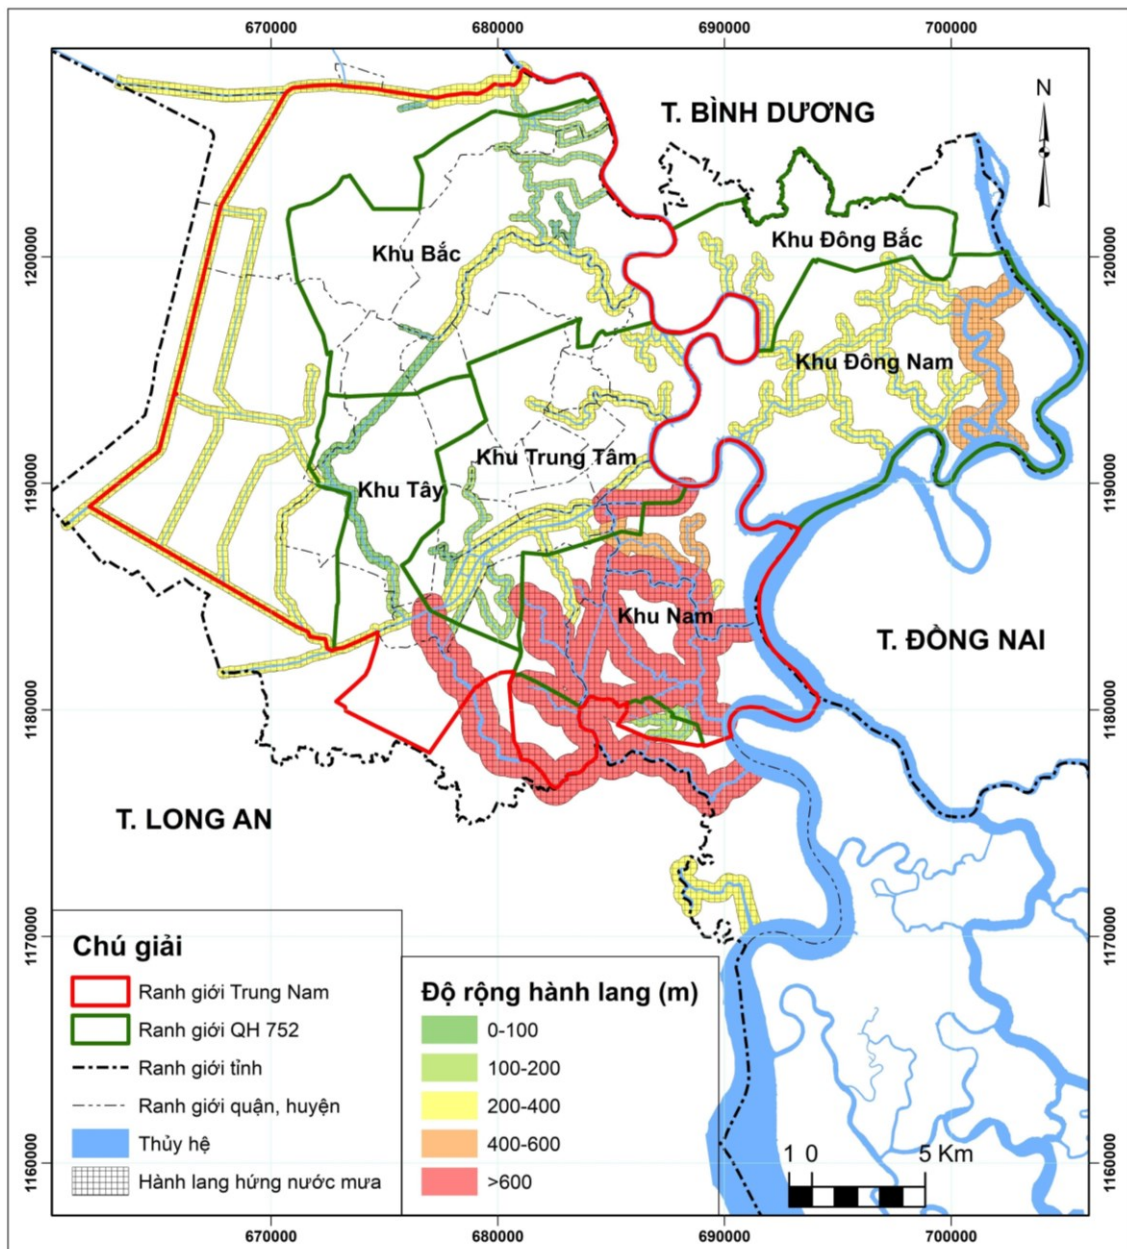 670000
680000
690000
700000
T. BÌNH DƯƠNG
N
Khu Đông Bắc
Khu Bắc
1200000
1200000
Khu Đông Nam
Khu Trung Tâm
Khu Tây
1190000
1190000
Khu Nam
T. ĐỒNG NAI
1180000
1180000
T. LONG AN
1170000
1170000
Chú giải
Ranh giới Trung Nam
Ranh giới QH 752
Ranh giới tỉnh
Ranh giới quận, huyện
Thủy hệ
Hành lang hứng nước mưa
Độ rộng hành lang (m)
0-100
100-200
200-400
400-600
>600
1 0 5 Km
1160000
1160000
670000
680000
690000
700000